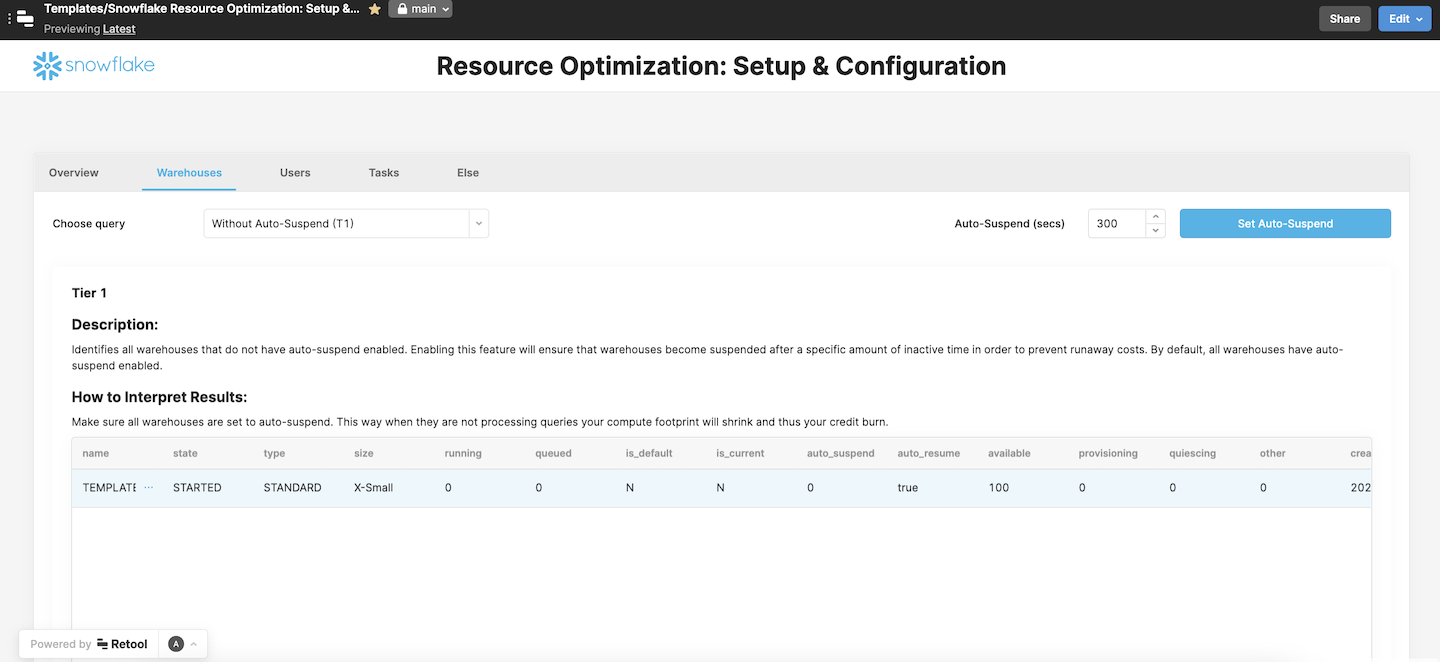 Templates/Snowflake Resource Optimization: Setup &...
main
Previewing Latest
Share
Edit
snowflake
Resource Optimization: Setup & Configuration
Overview
Warehouses
Users
Tasks
Else
Choose query
Without Auto-Suspend (T1)
Auto-Suspend (secs)
300
Set Auto-Suspend
Tier 1
Description:
Identifies all warehouses that do not have auto-suspend enabled. Enabling this feature will ensure that warehouses become suspended after a specific amount of inactive time in order to prevent runaway costs. By default, all warehouses have auto-
suspend enabled.
How to Interpret Results:
Make sure all warehouses are set to auto-suspend. This way when they are not processing queries your compute footprint will shrink and thus your credit burn.
name state type size running queued is_default is_current auto_suspend auto_resume available provisioning quiescing other crea
TEMPLATE ... STARTED STANDARD X-Small 0 0 N N 0 true 100 0 0 0 202
Powered by Retool A